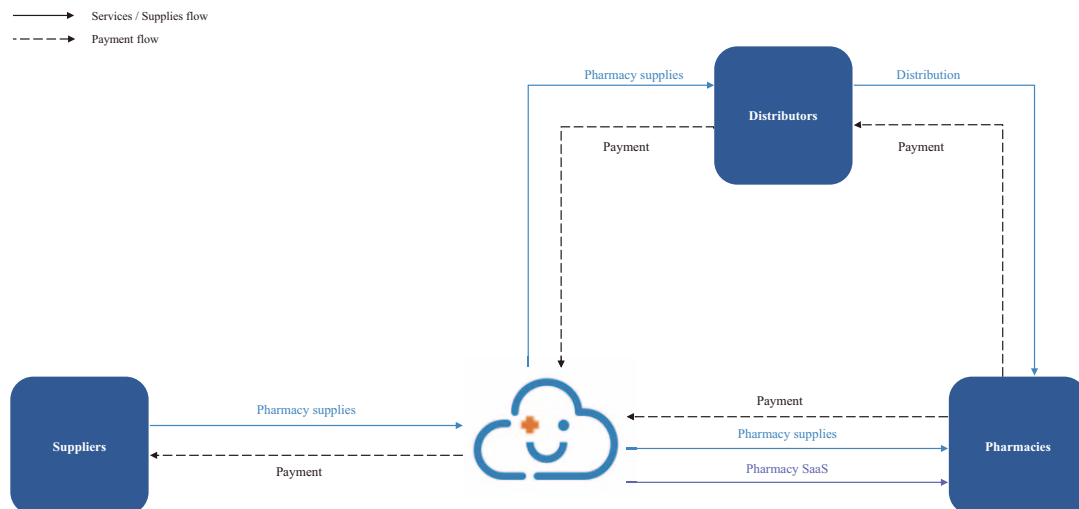 Services / Supplies flow
Payment flow
Pharmacy supplies
Distribution
Distributors
Payment
Payment
Payment
Pharmacy supplies
Pharmacy supplies
Suppliers
Pharmacies
Payment
Pharmacy SaaS